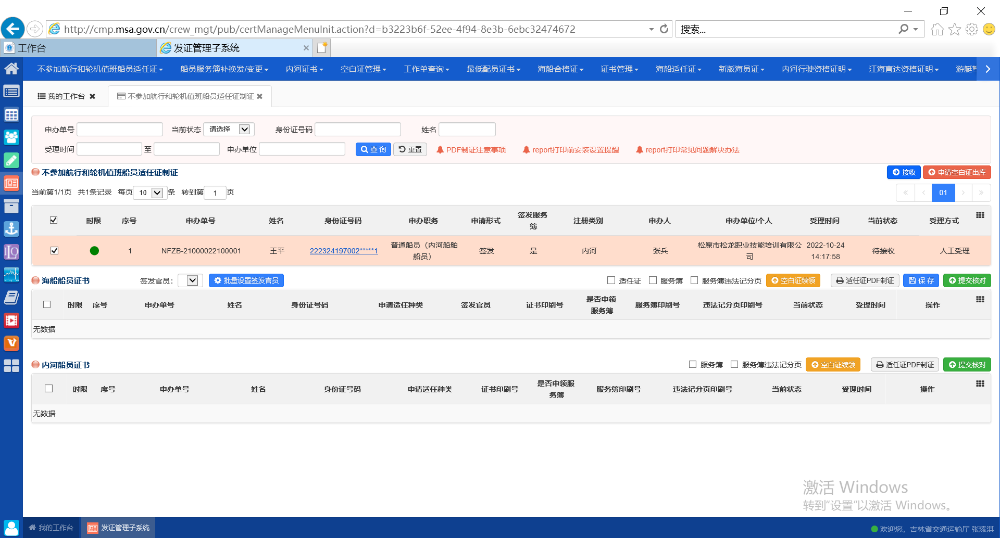 http://cmp.msa.gov.cn/crew_mgt/pub/certManageMenuInit.action?d=b3223b6f-52ee-4f94-8e3b-6ebc32474672 搜索...
工作台 发证管理子系统
不参加航行和轮机值班船员适任证 船员服务簿补换发/变更 内河证书 空白证管理 工作单查询 最低配员证书 海船合格证 证书管理 海船适任证 新版海员证 内河行驶资格证明 江海直达资格证明 游艇
我的工作台 不参加航行和轮机值班船员适任证制证
申办单号 当前状态 请选择 身份证号码 姓名
受理时间 至 申办单位 查 询 重置 PDF制证注意事项 report打印前安装设置提醒 report打印常见问题解决办法
不参加航行和轮机值班船员适任证制证 接收 申请空白证出库
当前第1/1页 共1条记录 每页 10 条 转到第 1 页 « ‹ 01 › »
时限 序号 申办单号 姓名 身份证号码 申办职务 申请形式 签发服务簿 注册类别 申办人 申办单位/个人 受理时间 当前状态 受理方式
1 NFZB-21000022100001 王平 222324197002*****1 普通船员（内河船舶船员） 签发 是 内河 张兵 松原市松龙职业技能培训有限公司 2022-10-24 14:17:58 待接收 人工受理
海船船员证书 签发官员： 批量设置签发官员 适任证 服务簿 服务簿违法记分页 空白证续领 适任证PDF制证 保 存 提交核对
时限 序号 申办单号 姓名 身份证号码 申请适任种类 签发官员 证书印刷号 是否申领服务簿 服务簿印刷号 违法记分页印刷号 当前状态 受理时间 操作
无数据
内河船员证书 服务簿 服务簿违法记分页 空白证续领 适任证PDF制证 提交核对
时限 序号 申办单号 姓名 身份证号码 申请适任种类 证书印刷号 是否申领服务簿 服务簿印刷号 违法记分页印刷号 当前状态 受理时间 操作
无数据
激活 Windows
转到“设置”以激活 Windows。
我的工作台 发证管理子系统 欢迎您，吉林省交通运输厅 张添淇